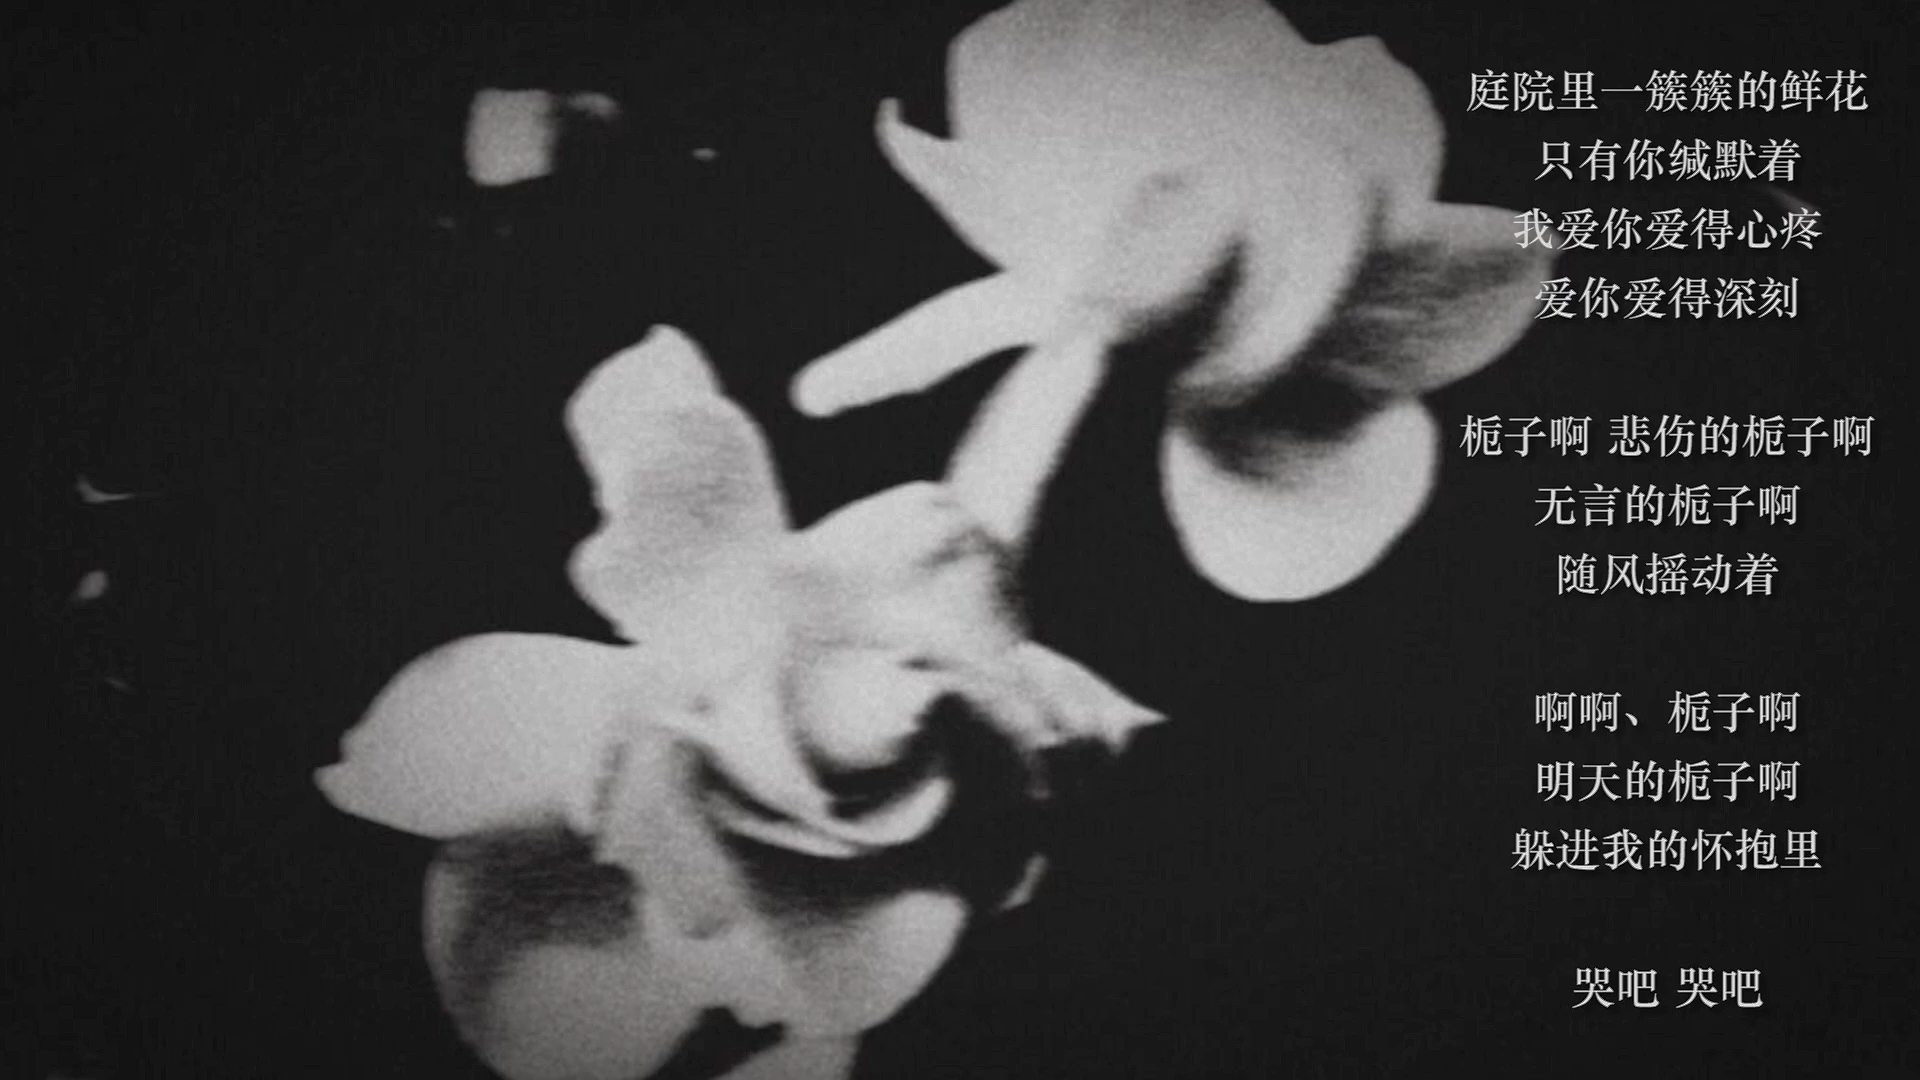 庭院里一簇簇的鲜花
只有你缄默着
我爱你爱得心疼
爱你爱得深刻
栀子啊 悲伤的栀子啊
无言的栀子啊
随风摇动着
啊啊、栀子啊
明天的栀子啊
躲进我的怀抱里
哭吧 哭吧